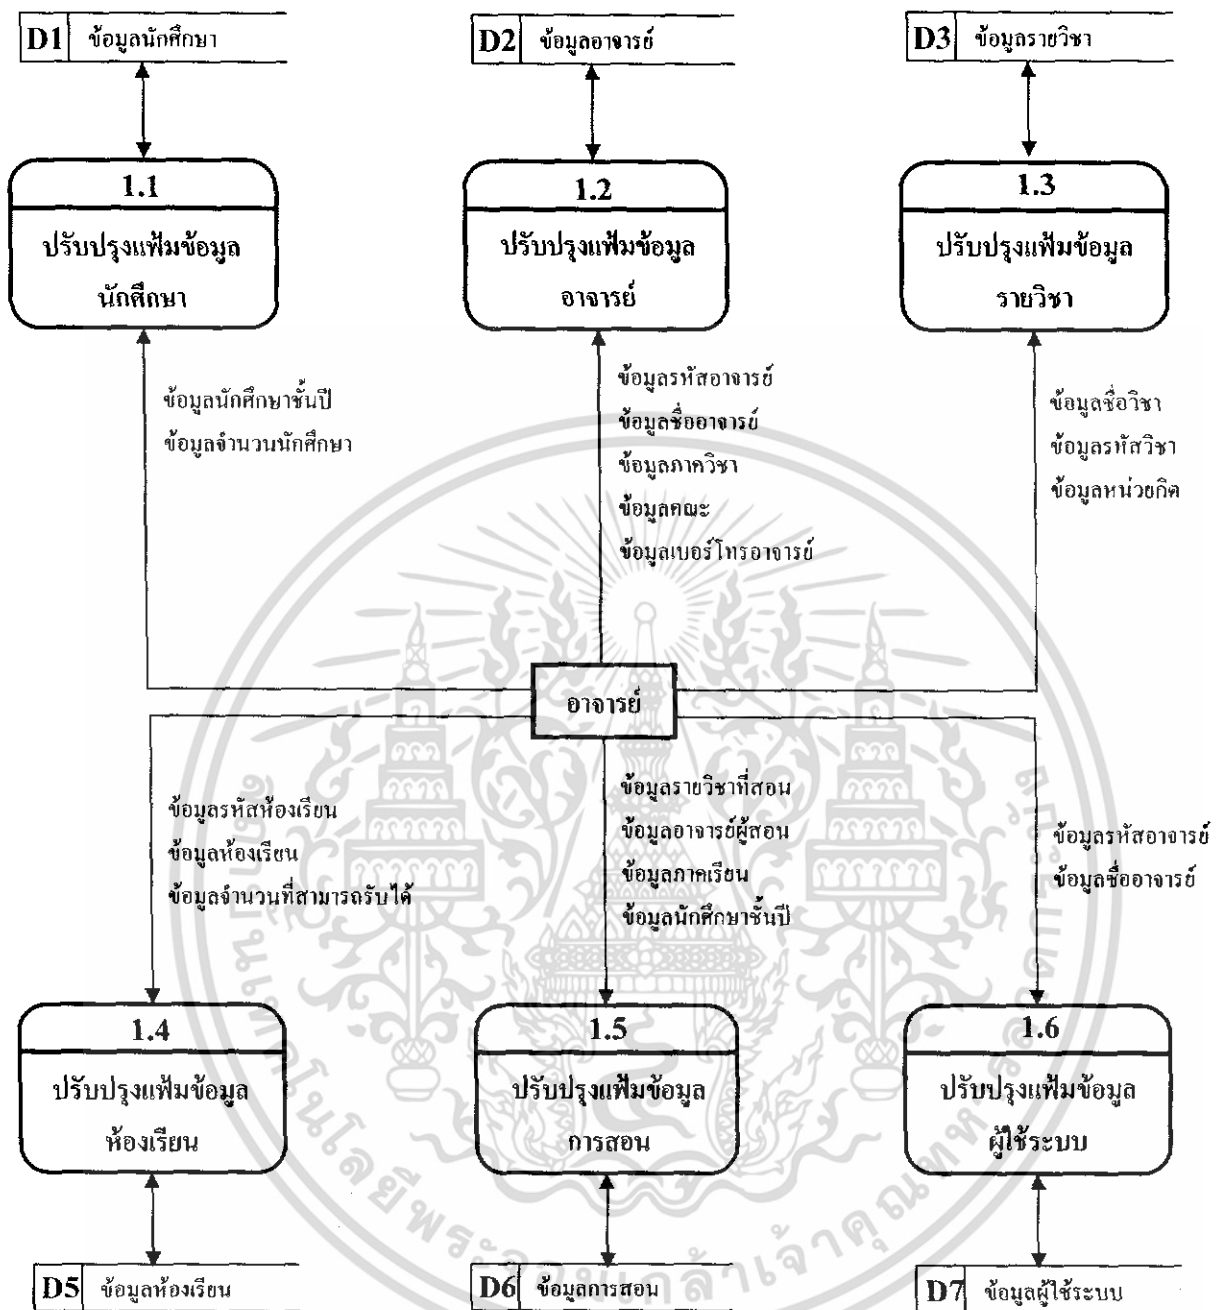 D1 ข้อมูลนักศึกษา
D2 ข้อมูลอาจารย์
D3 ข้อมูลรายวิชา
1.1
ปรับปรุงแฟ้มข้อมูล
นักศึกษา
1.2
ปรับปรุงแฟ้มข้อมูล
อาจารย์
1.3
ปรับปรุงแฟ้มข้อมูล
รายวิชา
ข้อมูลนักศึกษาชั้นปี
ข้อมูลจำนวนนักศึกษา
ข้อมูลรหัสอาจารย์
ข้อมูลชื่ออาจารย์
ข้อมูลภาควิชา
ข้อมูลคณะ
ข้อมูลเบอร์โทรอาจารย์
ข้อมูลชื่อวิชา
ข้อมูลรหัสวิชา
ข้อมูลหน่วยกิต
อาจารย์
ข้อมูลรหัสห้องเรียน
ข้อมูลห้องเรียน
ข้อมูลจำนวนที่สามารถรับได้
ข้อมูลรายวิชาที่สอน
ข้อมูลอาจารย์ผู้สอน
ข้อมูลภาคเรียน
ข้อมูลนักศึกษาชั้นปี
ข้อมูลรหัสอาจารย์
ข้อมูลชื่ออาจารย์
1.4
ปรับปรุงแฟ้มข้อมูล
ห้องเรียน
1.5
ปรับปรุงแฟ้มข้อมูล
การสอน
1.6
ปรับปรุงแฟ้มข้อมูล
ผู้ใช้ระบบ
D5 ข้อมูลห้องเรียน
D6 ข้อมูลการสอน
D7 ข้อมูลผู้ใช้ระบบ